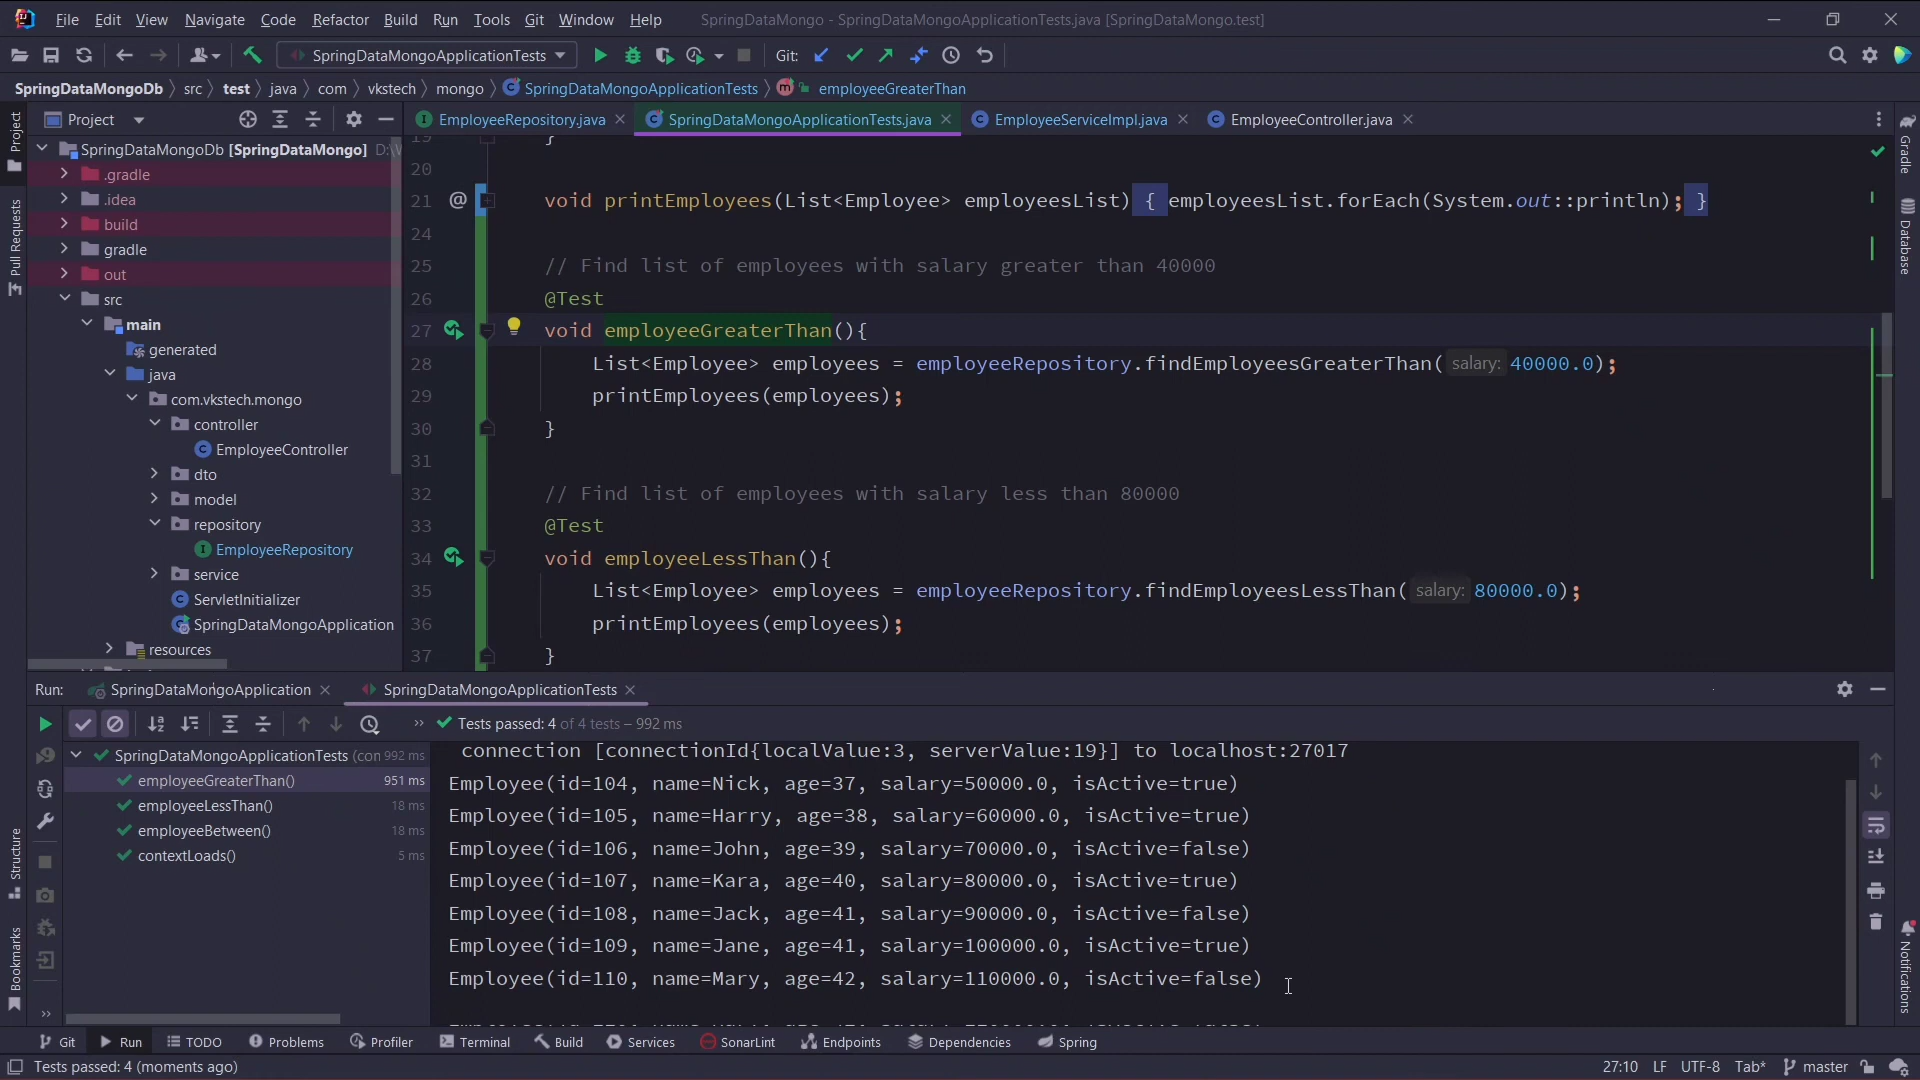 File Edit View Navigate Code Refactor Build Run Tools Git Window Help SpringDataMongo - SpringDataMongoApplicationTests.java [SpringDataMongo.test]
SpringDataMongoApplicationTests Git:
SpringDataMongoDb src test java com vkstech mongo SpringDataMongoApplicationTests employeeGreaterThan
Project EmployeeRepository.java SpringDataMongoApplicationTests.java EmployeeServiceImpl.java EmployeeController.java
Project
Pull Requests
Structure
Bookmarks
SpringDataMongoDb [SpringDataMongo]
.gradle
.idea
build
gradle
out
src
main
generated
java
com.vkstech.mongo
controller
EmployeeController
dto
model
repository
EmployeeRepository
service
ServletInitializer
SpringDataMongoApplication
resources
19 }
20
21 @ void printEmployees(List<Employee> employeesList) { employeesList.forEach(System.out::println); }
24
25 // Find list of employees with salary greater than 40000
26 @Test
27 void employeeGreaterThan(){
28 List<Employee> employees = employeeRepository.findEmployeesGreaterThan( salary: 40000.0);
29 printEmployees(employees);
30 }
31
32 // Find list of employees with salary less than 80000
33 @Test
34 void employeeLessThan(){
35 List<Employee> employees = employeeRepository.findEmployeesLessThan( salary: 80000.0);
36 printEmployees(employees);
37 }
Gradle
Database
Notifications
Run: SpringDataMongoApplication SpringDataMongoApplicationTests
Tests passed: 4 of 4 tests – 992 ms
SpringDataMongoApplicationTests (con 992 ms
employeeGreaterThan() 951 ms
employeeLessThan() 18 ms
employeeBetween() 18 ms
contextLoads() 5 ms
connection [connectionId{localValue:3, serverValue:19}] to localhost:27017
Employee(id=104, name=Nick, age=37, salary=50000.0, isActive=true)
Employee(id=105, name=Harry, age=38, salary=60000.0, isActive=true)
Employee(id=106, name=John, age=39, salary=70000.0, isActive=false)
Employee(id=107, name=Kara, age=40, salary=80000.0, isActive=true)
Employee(id=108, name=Jack, age=41, salary=90000.0, isActive=false)
Employee(id=109, name=Jane, age=41, salary=100000.0, isActive=true)
Employee(id=110, name=Mary, age=42, salary=110000.0, isActive=false)
Git Run TODO Problems Profiler Terminal Build Services SonarLint Endpoints Dependencies Spring
Tests passed: 4 (moments ago) 27:10 LF UTF-8 Tab* master